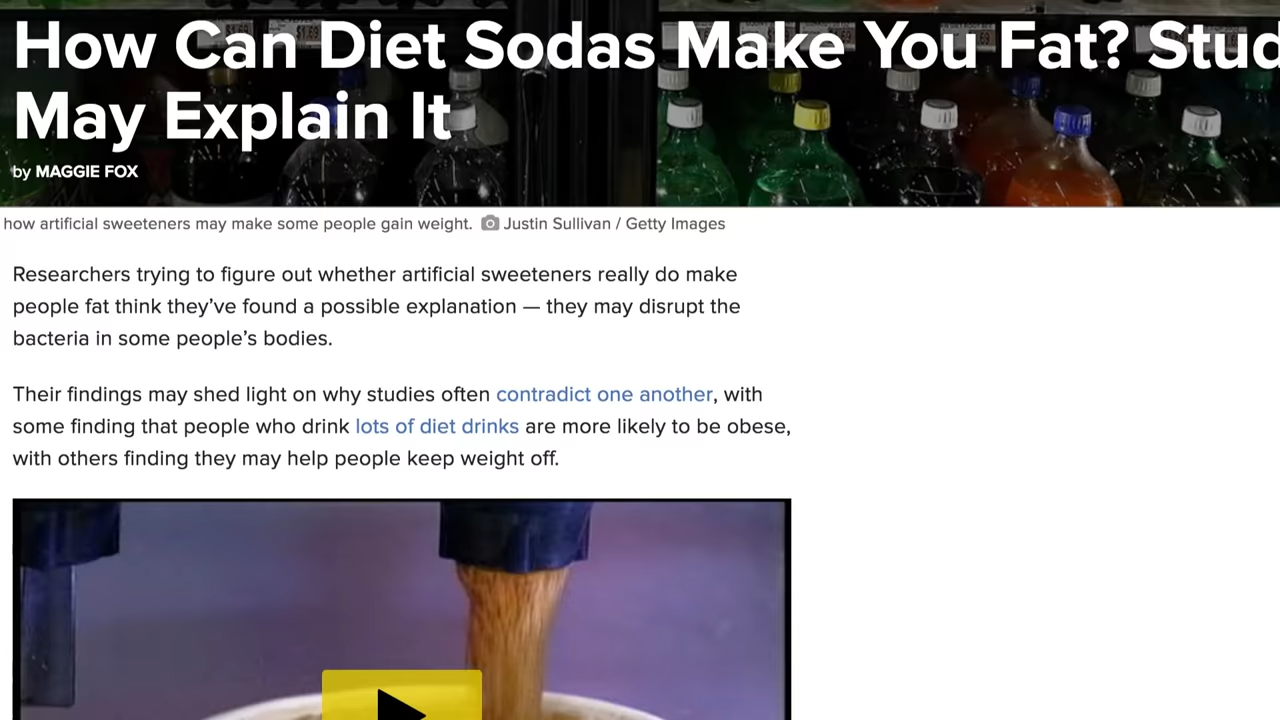 How Can Diet Sodas Make You Fat? Stud
May Explain It
by MAGGIE FOX
how artificial sweeteners may make some people gain weight. Justin Sullivan / Getty Images
Researchers trying to figure out whether artificial sweeteners really do make
people fat think they’ve found a possible explanation — they may disrupt the
bacteria in some people’s bodies.
Their findings may shed light on why studies often contradict one another, with
some finding that people who drink lots of diet drinks are more likely to be obese,
with others finding they may help people keep weight off.